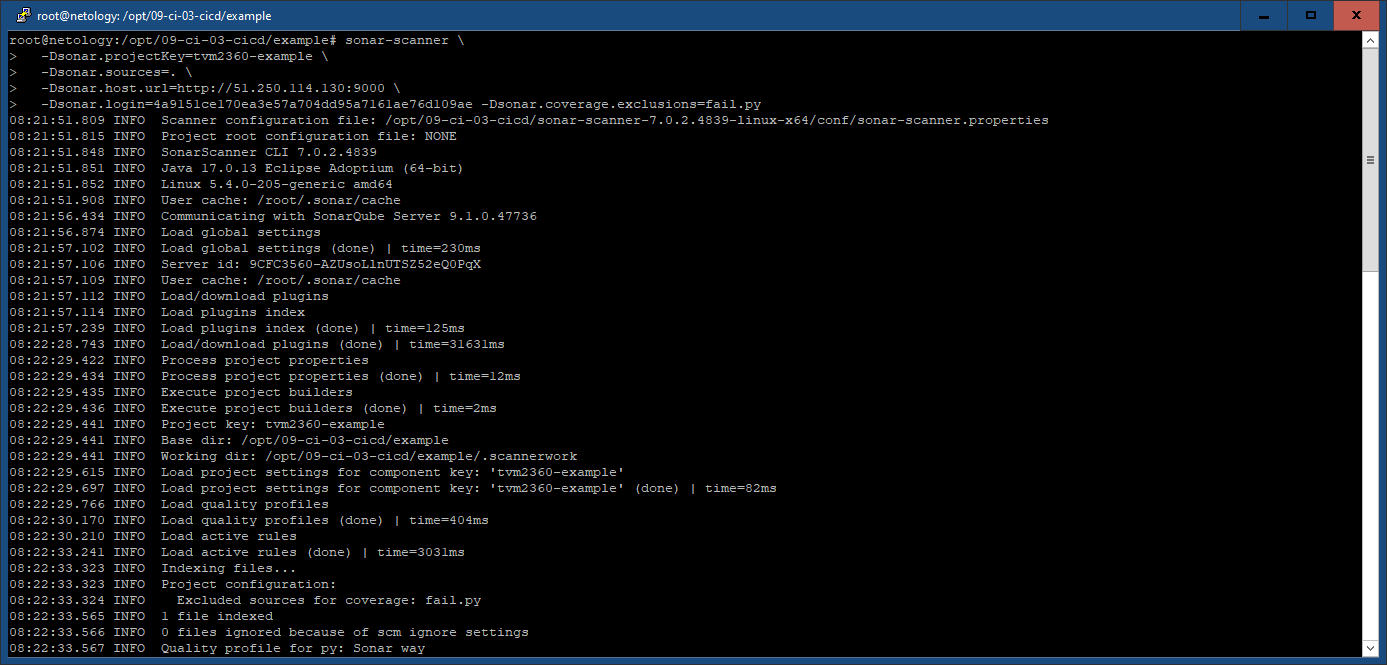 root@netology: /opt/09-ci-03-cicd/example
root@netology:/opt/09-ci-03-cicd/example# sonar-scanner \
>   -Dsonar.projectKey=tvm2360-example \
>   -Dsonar.sources=. \
>   -Dsonar.host.url=http://51.250.114.130:9000 \
>   -Dsonar.login=4a9151ce170ea3e57a704dd95a7161ae76d109ae -Dsonar.coverage.exclusions=fail.py
08:21:51.809 INFO  Scanner configuration file: /opt/09-ci-03-cicd/sonar-scanner-7.0.2.4839-linux-x64/conf/sonar-scanner.properties
08:21:51.815 INFO  Project root configuration file: NONE
08:21:51.848 INFO  SonarScanner CLI 7.0.2.4839
08:21:51.851 INFO  Java 17.0.13 Eclipse Adoptium (64-bit)
08:21:51.852 INFO  Linux 5.4.0-205-generic amd64
08:21:51.908 INFO  User cache: /root/.sonar/cache
08:21:56.434 INFO  Communicating with SonarQube Server 9.1.0.47736
08:21:56.874 INFO  Load global settings
08:21:57.102 INFO  Load global settings (done) | time=230ms
08:21:57.106 INFO  Server id: 9CFC3560-AZUsoLlnUTSZ52eQ0PqX
08:21:57.109 INFO  User cache: /root/.sonar/cache
08:21:57.112 INFO  Load/download plugins
08:21:57.114 INFO  Load plugins index
08:21:57.239 INFO  Load plugins index (done) | time=125ms
08:22:28.743 INFO  Load/download plugins (done) | time=31631ms
08:22:29.422 INFO  Process project properties
08:22:29.434 INFO  Process project properties (done) | time=12ms
08:22:29.435 INFO  Execute project builders
08:22:29.436 INFO  Execute project builders (done) | time=2ms
08:22:29.441 INFO  Project key: tvm2360-example
08:22:29.441 INFO  Base dir: /opt/09-ci-03-cicd/example
08:22:29.441 INFO  Working dir: /opt/09-ci-03-cicd/example/.scannerwork
08:22:29.615 INFO  Load project settings for component key: 'tvm2360-example'
08:22:29.697 INFO  Load project settings for component key: 'tvm2360-example' (done) | time=82ms
08:22:29.766 INFO  Load quality profiles
08:22:30.170 INFO  Load quality profiles (done) | time=404ms
08:22:30.210 INFO  Load active rules
08:22:33.241 INFO  Load active rules (done) | time=3031ms
08:22:33.323 INFO  Indexing files...
08:22:33.323 INFO  Project configuration:
08:22:33.324 INFO    Excluded sources for coverage: fail.py
08:22:33.565 INFO  1 file indexed
08:22:33.566 INFO  0 files ignored because of scm ignore settings
08:22:33.567 INFO  Quality profile for py: Sonar way